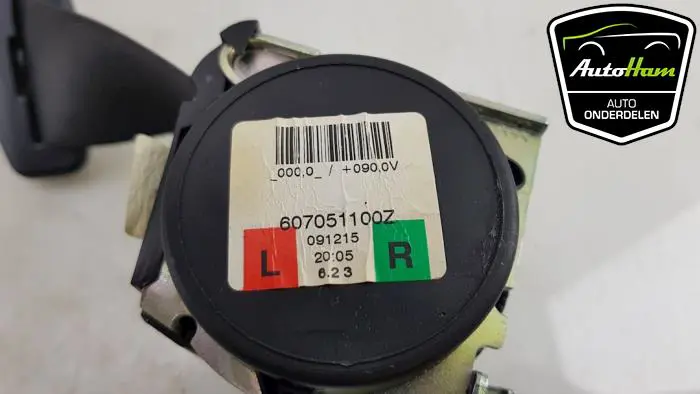 _000,0_ / +090,0V
607051100Z
091215
20:05
6.2 3
L
R
AutoHam
AUTO
ONDERDELEN